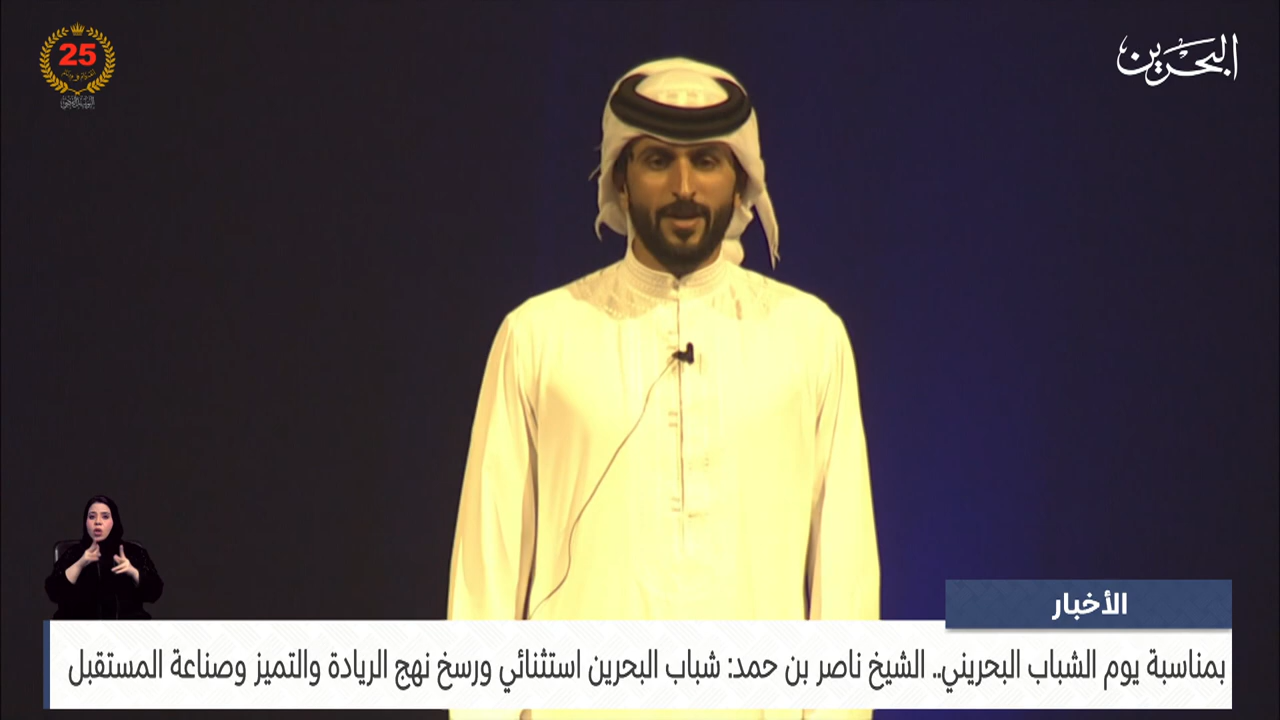 25
البحرين
الأخبار
بمناسبة يوم الشباب البحريني.. الشيخ ناصر بن حمد: شباب البحرين استثنائي ورسخ نهج الريادة والتميز وصناعة المستقبل